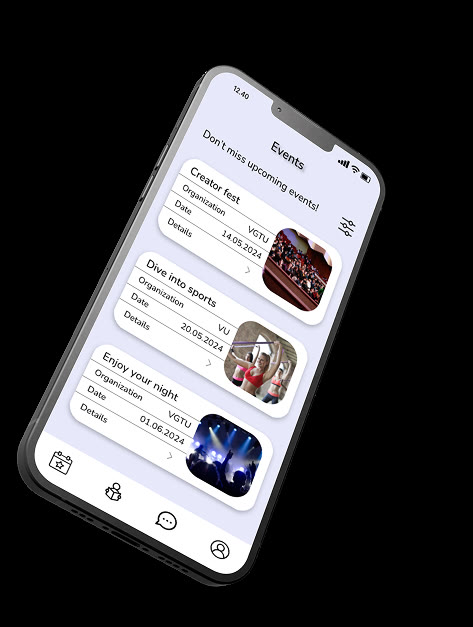 12.40
Events
Don't miss upcoming events!
Creator fest
Organization VGTU
Date 14.05.2024
Details
Dive into sports
Organization VU
Date 20.05.2024
Details
Enjoy your night
Organization VGTU
Date 01.06.2024
Details